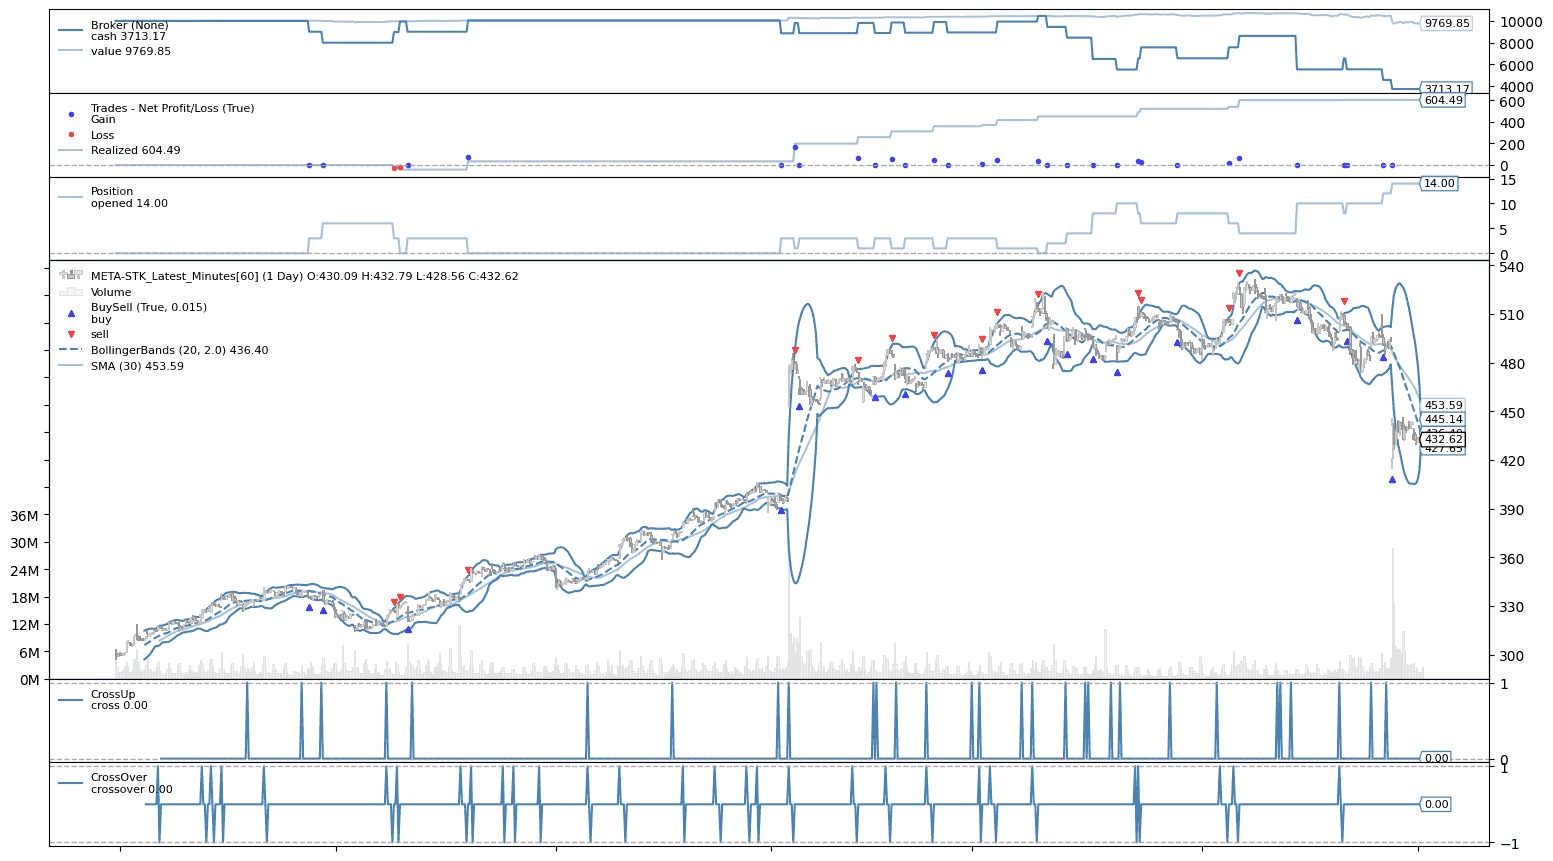 Broker (None)
cash 3713.17
value 9769.85
10000
9769.85
8000
6000
4000
3713.17
Trades - Net Profit/Loss (True)
Gain
Loss
Realized 604.49
604.49
600
400
200
0
Position
opened 14.00
14.00
15
10
5
0
META-STK_Latest_Minutes[60] (1 Day) O:430.09 H:432.79 L:428.56 C:432.62
Volume
BuySell (True, 0.015)
buy
sell
BollingerBands (20, 2.0) 436.40
SMA (30) 453.59
540
510
480
450
420
390
360
330
300
453.59
445.14
432.62
427.65
36M
30M
24M
18M
12M
6M
0M
CrossUp
cross 0.00
1
0
0.00
CrossOver
crossover 0.00
1
0.00
−1